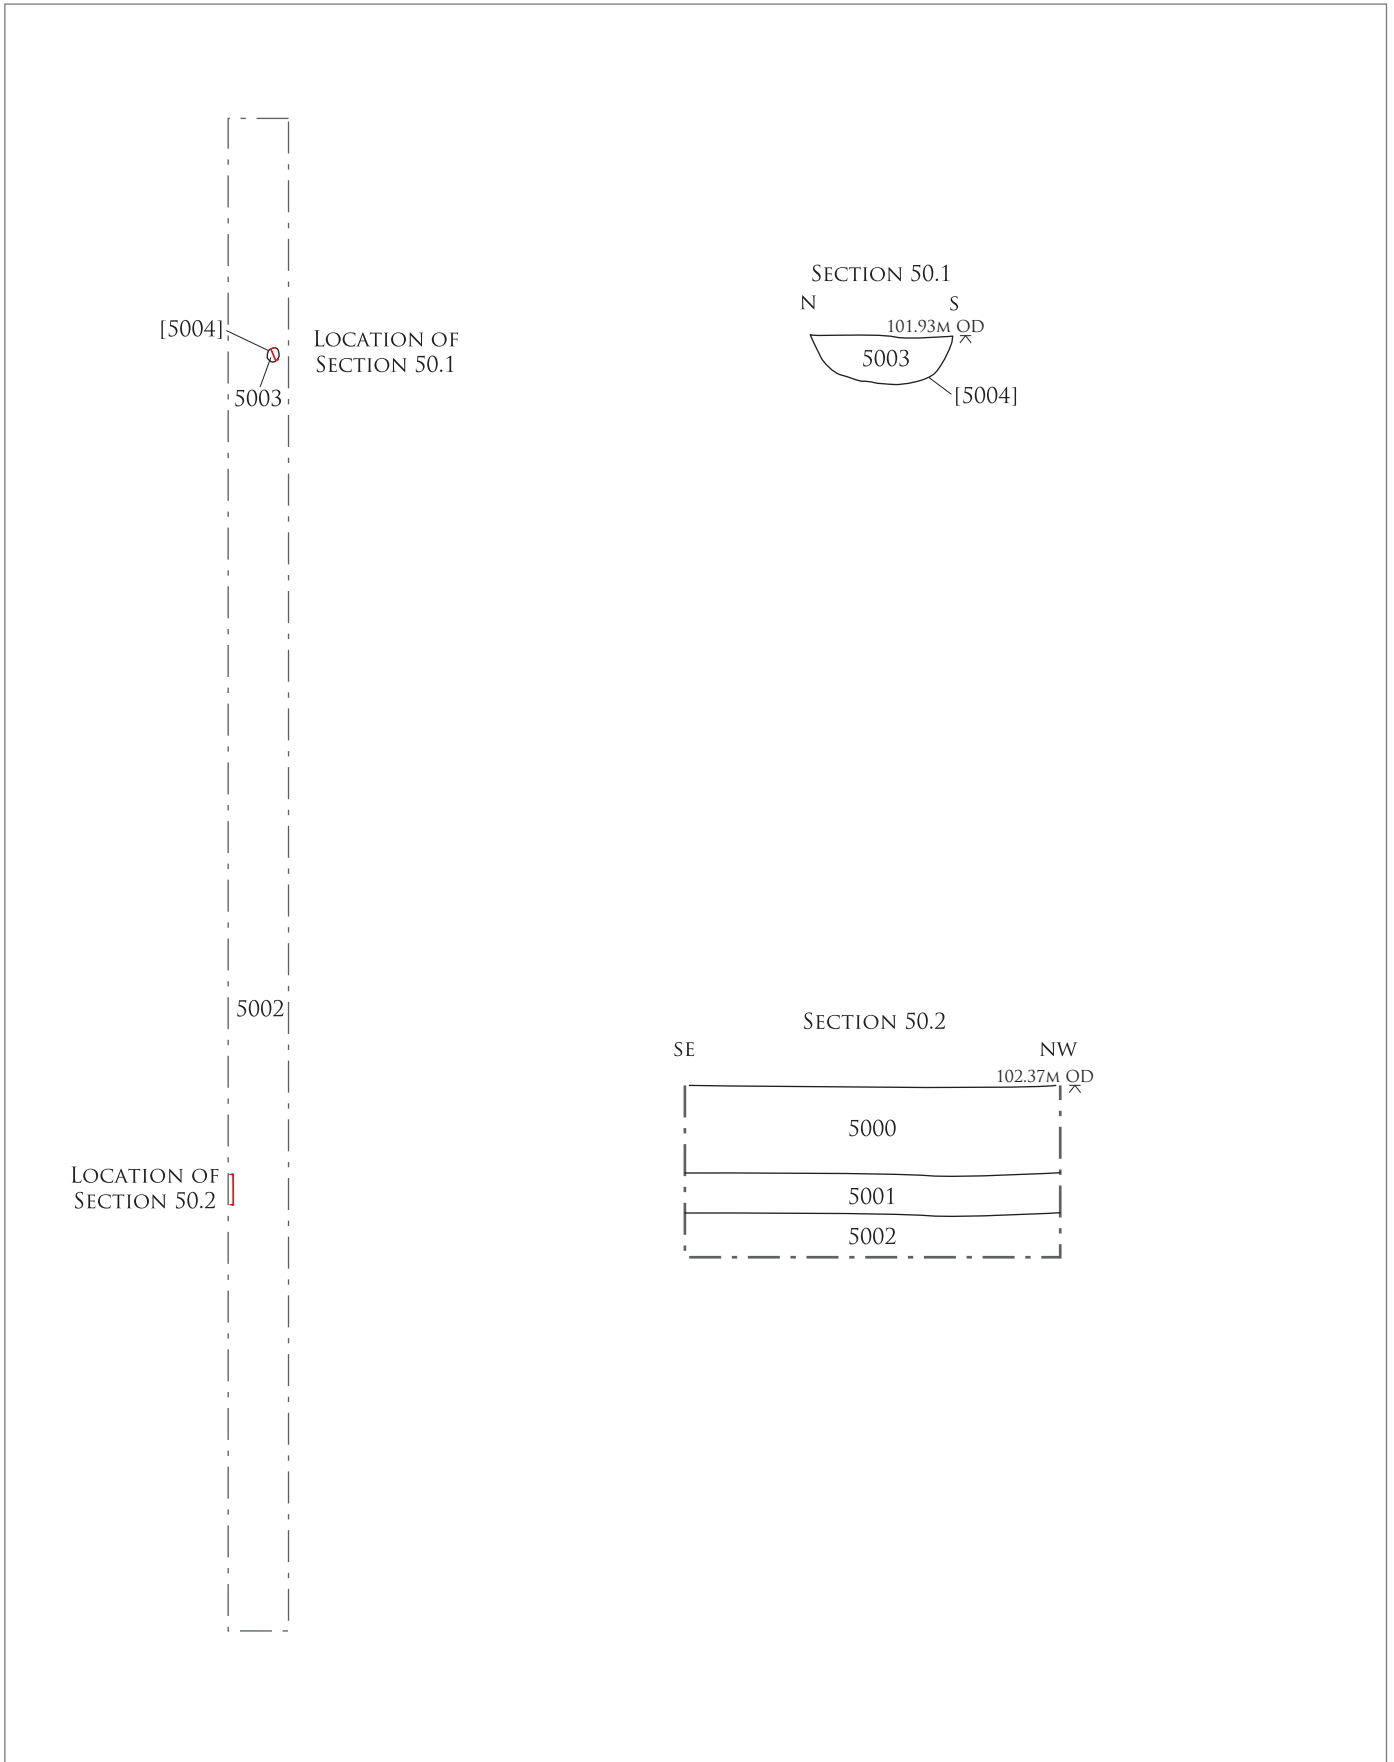 Section 50.1
N S
101.93m OD
5003
[5004]
[5004]
Location of
Section 50.1
5003
5002
Location of
Section 50.2
Section 50.2
SE NW
102.37m OD
5000
5001
5002